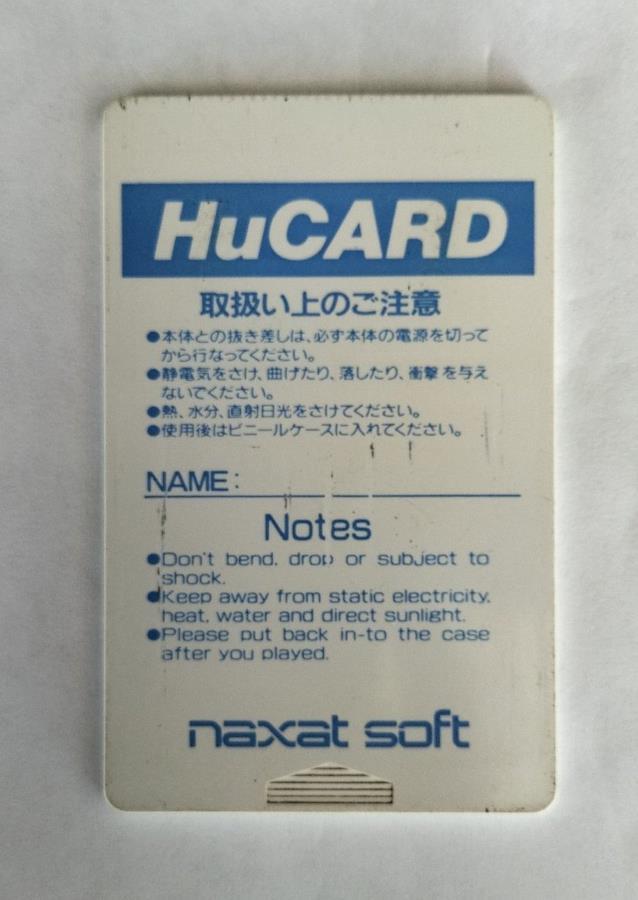 HuCARD
取扱い上のご注意
●本体との抜き差しは、必ず本体の電源を切って
から行なってください。
●静電気をさけ、曲げたり、落したり、衝撃を与え
ないでください。
●熱、水分、直射日光をさけてください。
●使用後はビニールケースに入れてください。
NAME:
Notes
●Don't bend, drop or subject to
shock.
●Keep away from static electricity,
heat, water and direct sunlight.
●Please put back in-to the case
after you played.
naxat soft